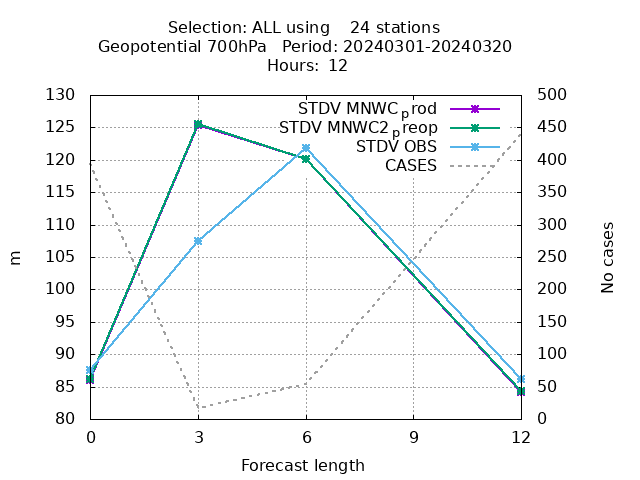 Selection: ALL using    24 stations
Geopotential 700hPa   Period: 20240301-20240320
Hours:  12
130
125
120
115
110
105
100
95
90
85
80
m
500
450
400
350
300
250
200
150
100
50
0
No cases
STDV MNWC_prod
STDV MNWC2_preop
STDV OBS
CASES
0 3 6 9 12
Forecast length